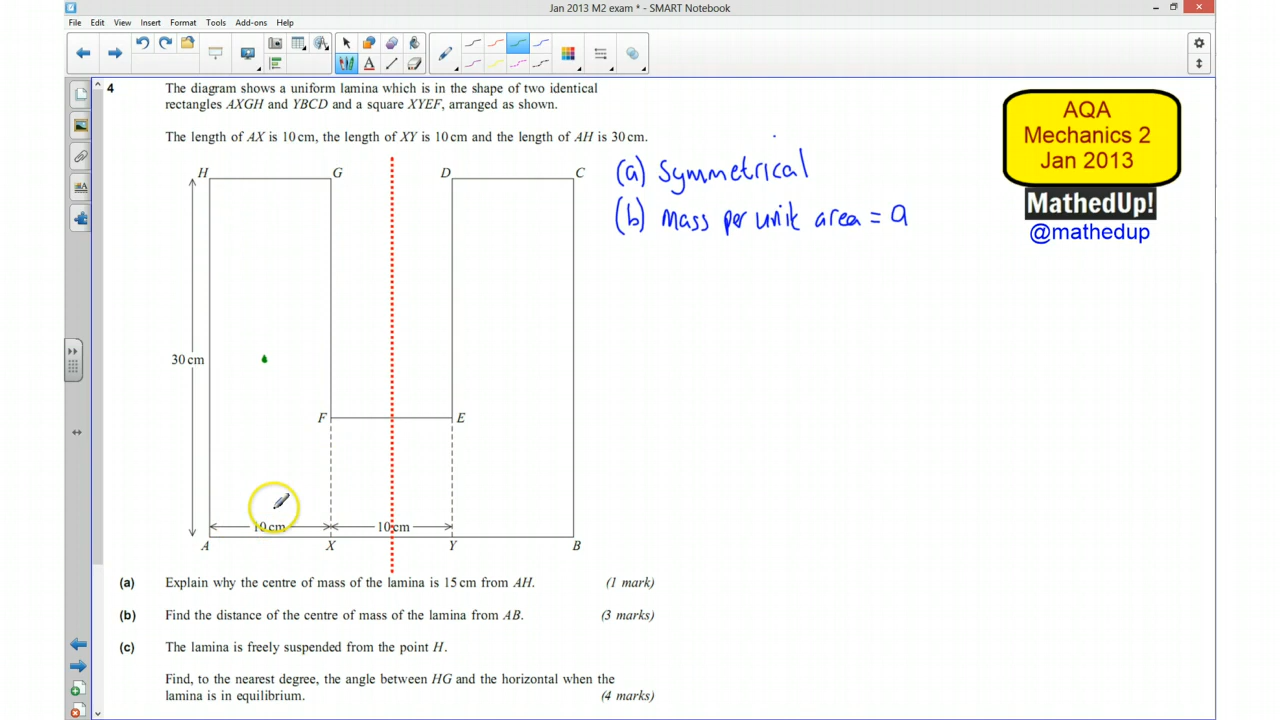 Jan 2013 M2 exam * - SMART Notebook
File Edit View Insert Format Tools Add-ons Help
4 The diagram shows a uniform lamina which is in the shape of two identical
rectangles AXGH and YBCD and a square XYEF, arranged as shown.
The length of AX is 10 cm, the length of XY is 10 cm and the length of AH is 30 cm.
H G D C
30 cm
F E
10 cm 10 cm
A X Y B
(a) Symmetrical
(b) Mass per unit area = a
AQA
Mechanics 2
Jan 2013
MathedUp!
@mathedup
(a) Explain why the centre of mass of the lamina is 15 cm from AH. (1 mark)
(b) Find the distance of the centre of mass of the lamina from AB. (3 marks)
(c) The lamina is freely suspended from the point H.
Find, to the nearest degree, the angle between HG and the horizontal when the
lamina is in equilibrium. (4 marks)